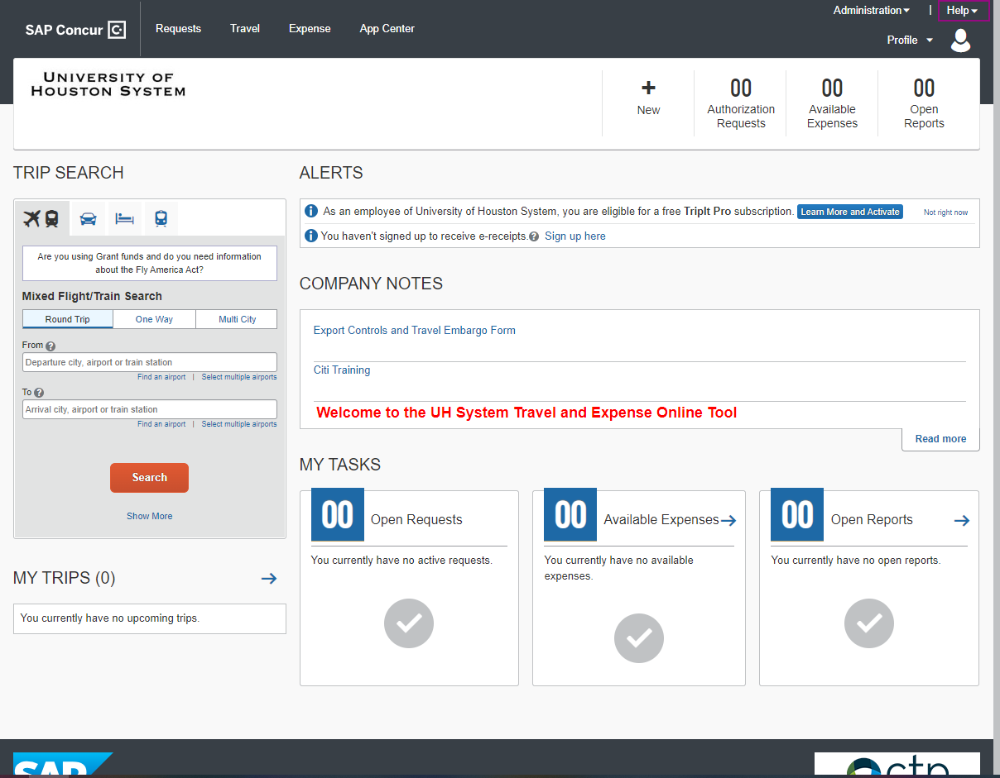 Administration
|
Help
SAP Concur
Requests
Travel
Expense
App Center
Profile
UNIVERSITY OF
HOUSTON SYSTEM
+
New
00
Authorization
Requests
00
Available
Expenses
00
Open
Reports
TRIP SEARCH
Are you using Grant funds and do you need information
about the Fly America Act?
Mixed Flight/Train Search
Round Trip
One Way
Multi City
From ?
Departure city, airport or train station
Find an airport | Select multiple airports
To ?
Arrival city, airport or train station
Find an airport | Select multiple airports
Search
Show More
MY TRIPS (0)
You currently have no upcoming trips.
ALERTS
As an employee of University of Houston System, you are eligible for a free TripIt Pro subscription. Learn More and Activate Not right now
You haven't signed up to receive e-receipts. ? Sign up here
COMPANY NOTES
Export Controls and Travel Embargo Form
Citi Training
Welcome to the UH System Travel and Expense Online Tool
Read more
MY TASKS
00 Open Requests
You currently have no active requests.
00 Available Expenses
You currently have no available
expenses.
00 Open Reports
You currently have no open reports.
SAP
ctp